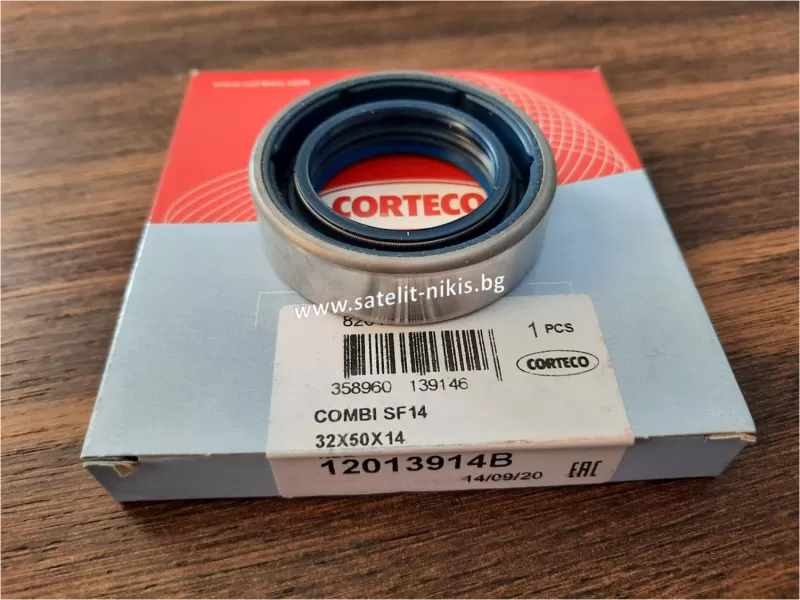 www.corteco.com
CORTECO
www.satelit-nikis.bg
1 PCS
CORTECO
358960 139146
COMBI SF14
32X50X14
12013914B
14/09/20
EAC